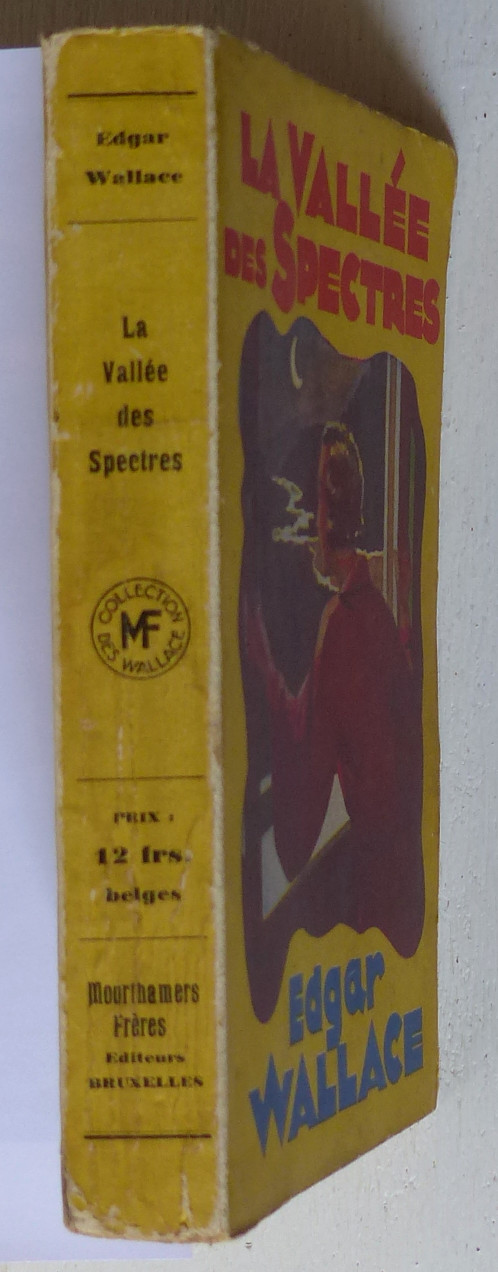 Edgar
Wallace
La
Vallée
des
Spectres
COLLECTION
MF
DES WALLACE
PRIX :
12 frs.
belges
Mourthamers
Frères
Editeurs
BRUXELLES
LA VALLÉE
DES SPECTRES
Edgar
WALLACE